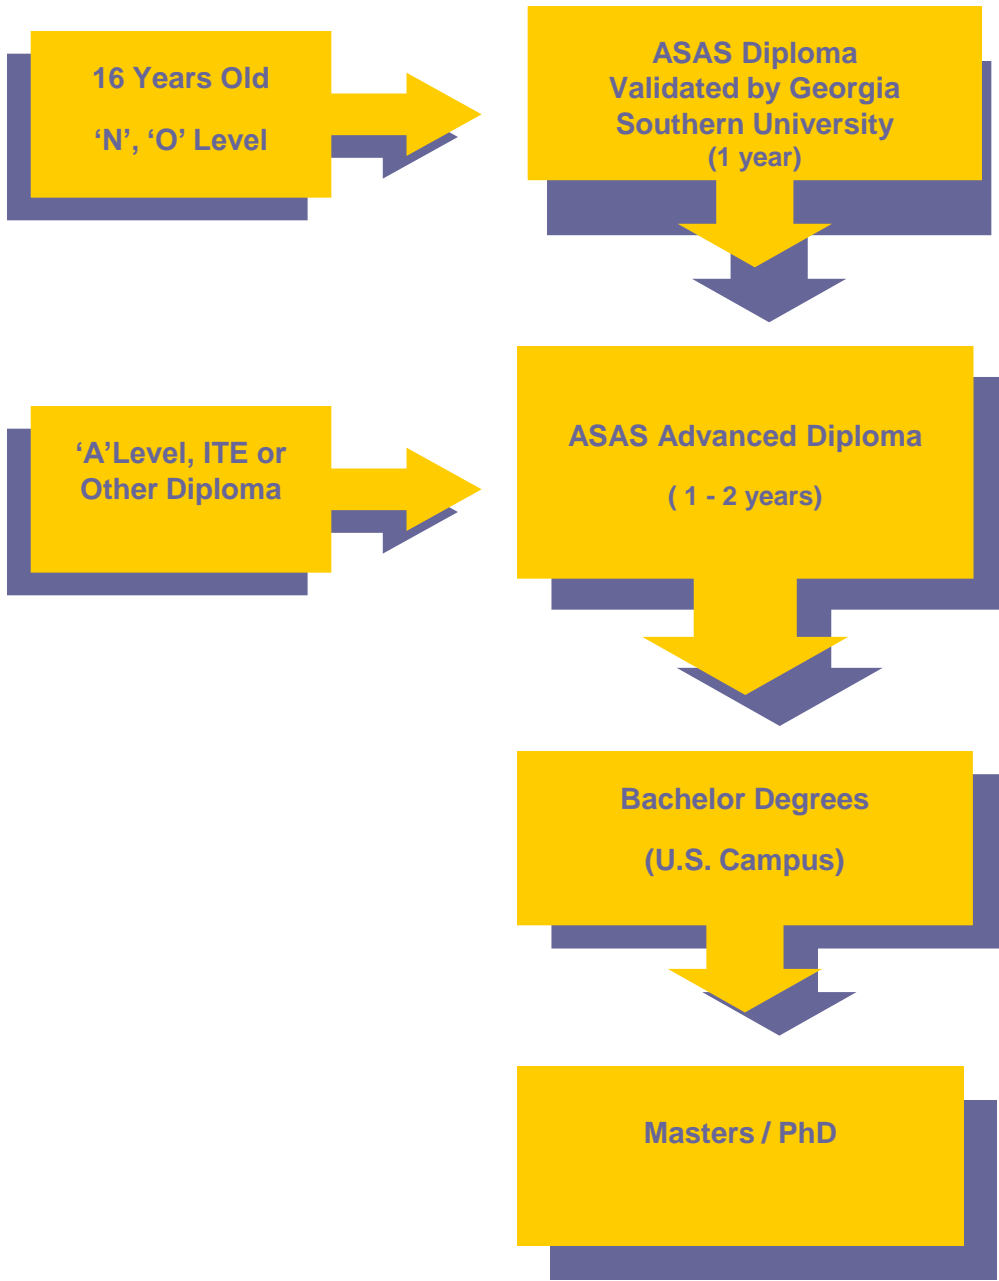 16 Years Old
‘N’, ‘O’ Level
ASAS Diploma
Validated by Georgia
Southern University
(1 year)
‘A’Level, ITE or
Other Diploma
ASAS Advanced Diploma
( 1 - 2 years)
Bachelor Degrees
(U.S. Campus)
Masters / PhD